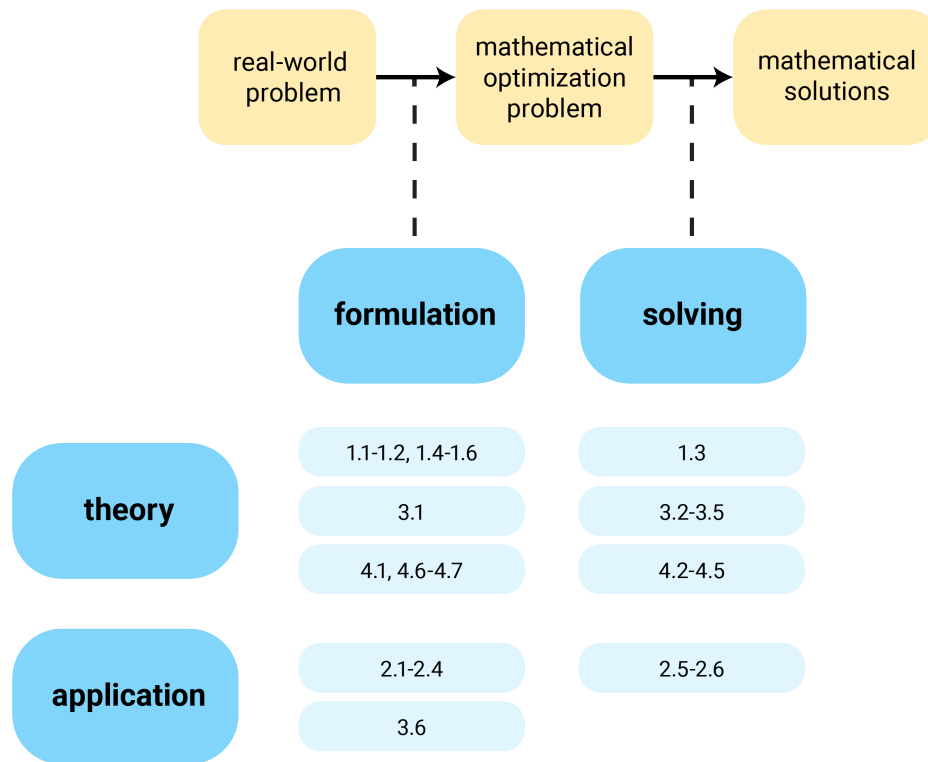 real-world
problem
mathematical
optimization
problem
mathematical
solutions
formulation
solving
theory
1.1-1.2, 1.4-1.6
1.3
3.1
3.2-3.5
4.1, 4.6-4.7
4.2-4.5
application
2.1-2.4
2.5-2.6
3.6